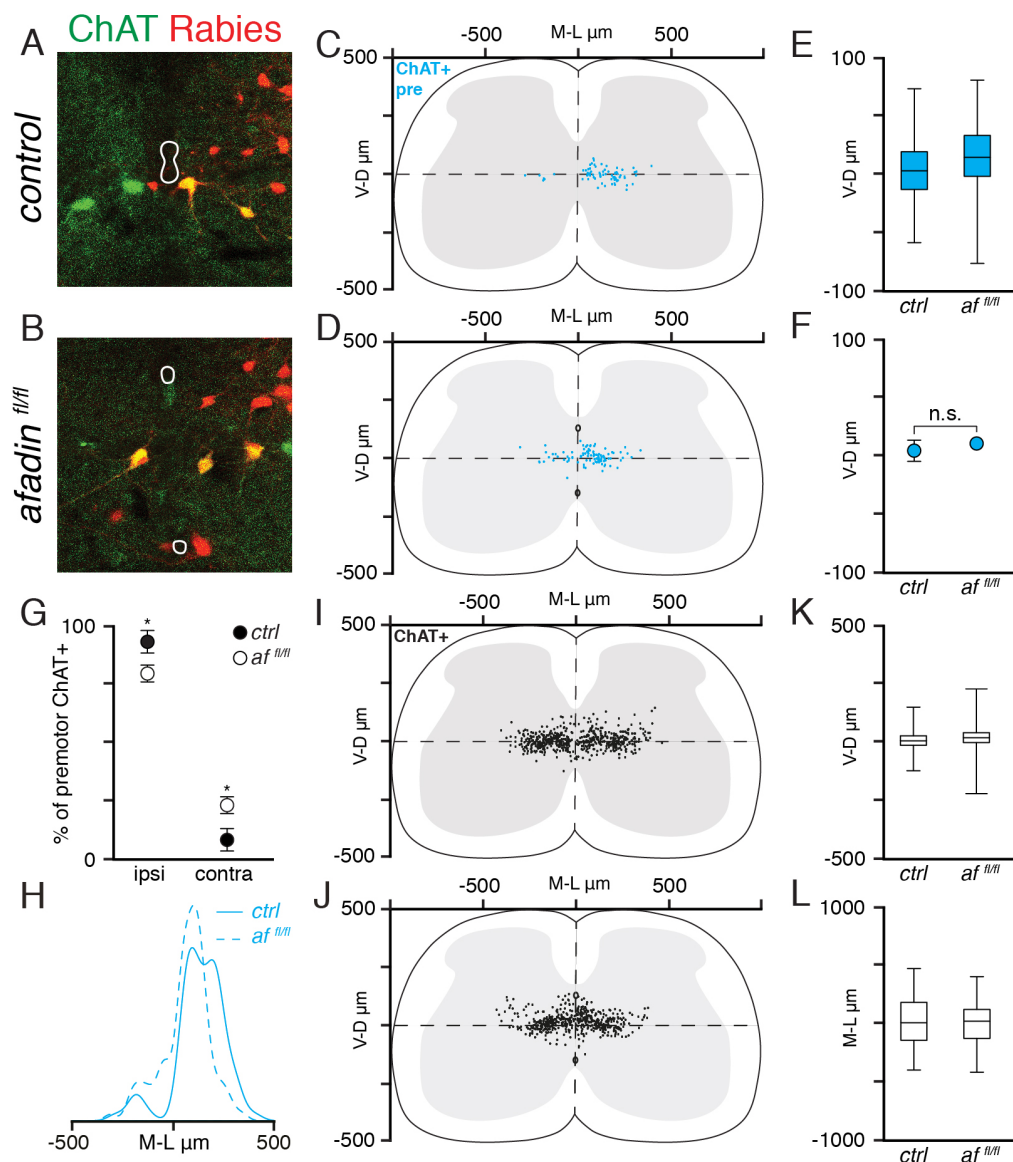 ChAT Rabies
A
control
B
afadin fl/fl
C
-500 M-L µm 500
500
ChAT+
pre
V-D µm
-500
D
-500 M-L µm 500
500
V-D µm
-500
E
100
V-D µm
-100
ctrl af fl/fl
F
100
n.s.
V-D µm
-100
ctrl af fl/fl
G
100
* *
ctrl
af fl/fl
% of premotor ChAT+
0
ipsi contra
H
ctrl
af fl/fl
-500 M-L µm 500
I
-500 M-L µm 500
500
ChAT+
V-D µm
-500
J
-500 M-L µm 500
500
V-D µm
-500
K
500
V-D µm
-500
ctrl af fl/fl
L
1000
M-L µm
-1000
ctrl af fl/fl